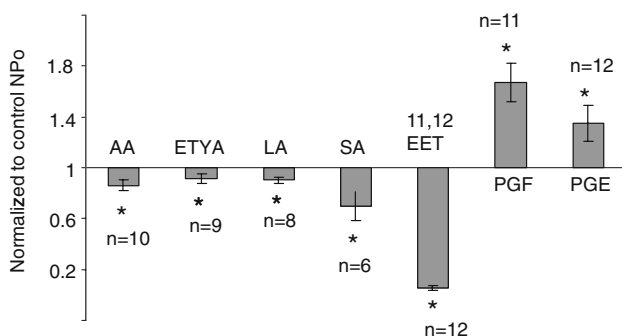 Normalized to control NPo
1.8
1.4
1
0.6
0.2
AA
ETYA
LA
SA
11,12
EET
PGF
PGE
*
n=10
*
n=9
*
n=8
*
n=6
*
n=12
n=11
*
n=12
*